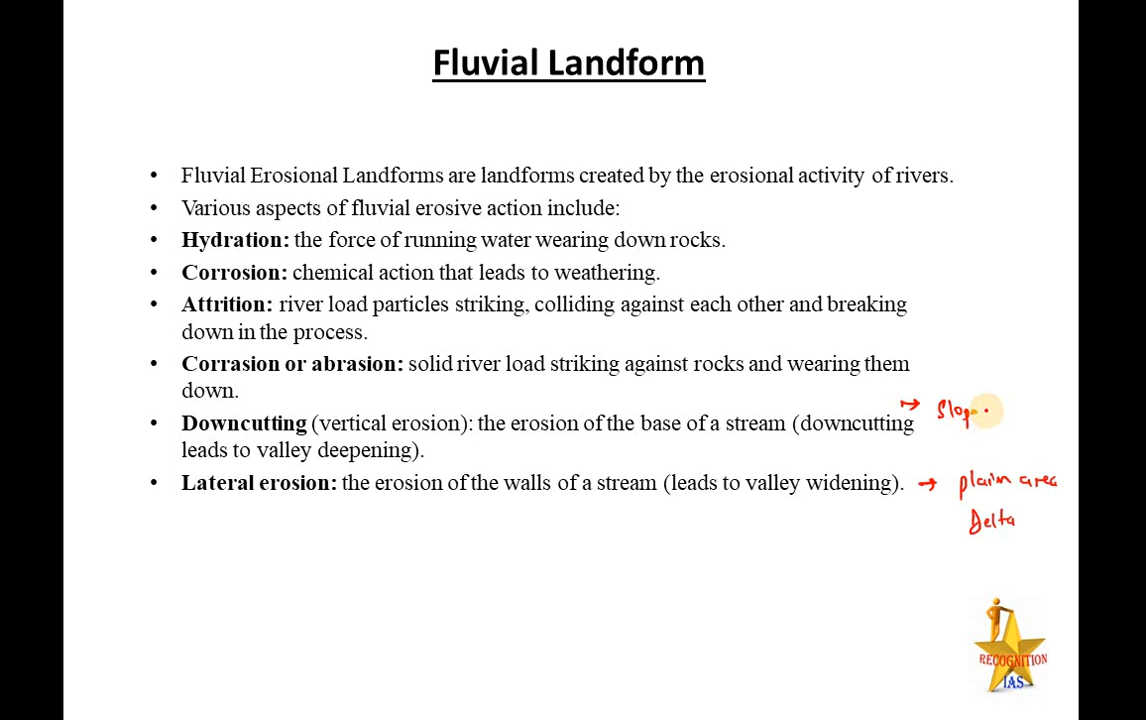 Fluvial Landform
• Fluvial Erosional Landforms are landforms created by the erosional activity of rivers.
• Various aspects of fluvial erosive action include:
• Hydration: the force of running water wearing down rocks.
• Corrosion: chemical action that leads to weathering.
• Attrition: river load particles striking, colliding against each other and breaking
down in the process.
• Corrasion or abrasion: solid river load striking against rocks and wearing them
down.
→ Slop
• Downcutting (vertical erosion): the erosion of the base of a stream (downcutting
leads to valley deepening).
• Lateral erosion: the erosion of the walls of a stream (leads to valley widening). → plain area
Delta
RECOGNITION
IAS